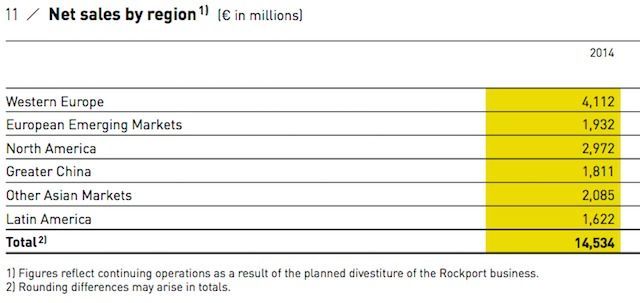 11 / Net sales by region 1) (€ in millions)
2014
Western Europe 4,112
European Emerging Markets 1,932
North America 2,972
Greater China 1,811
Other Asian Markets 2,085
Latin America 1,622
Total 2) 14,534
1) Figures reflect continuing operations as a result of the planned divestiture of the Rockport business.
2) Rounding differences may arise in totals.